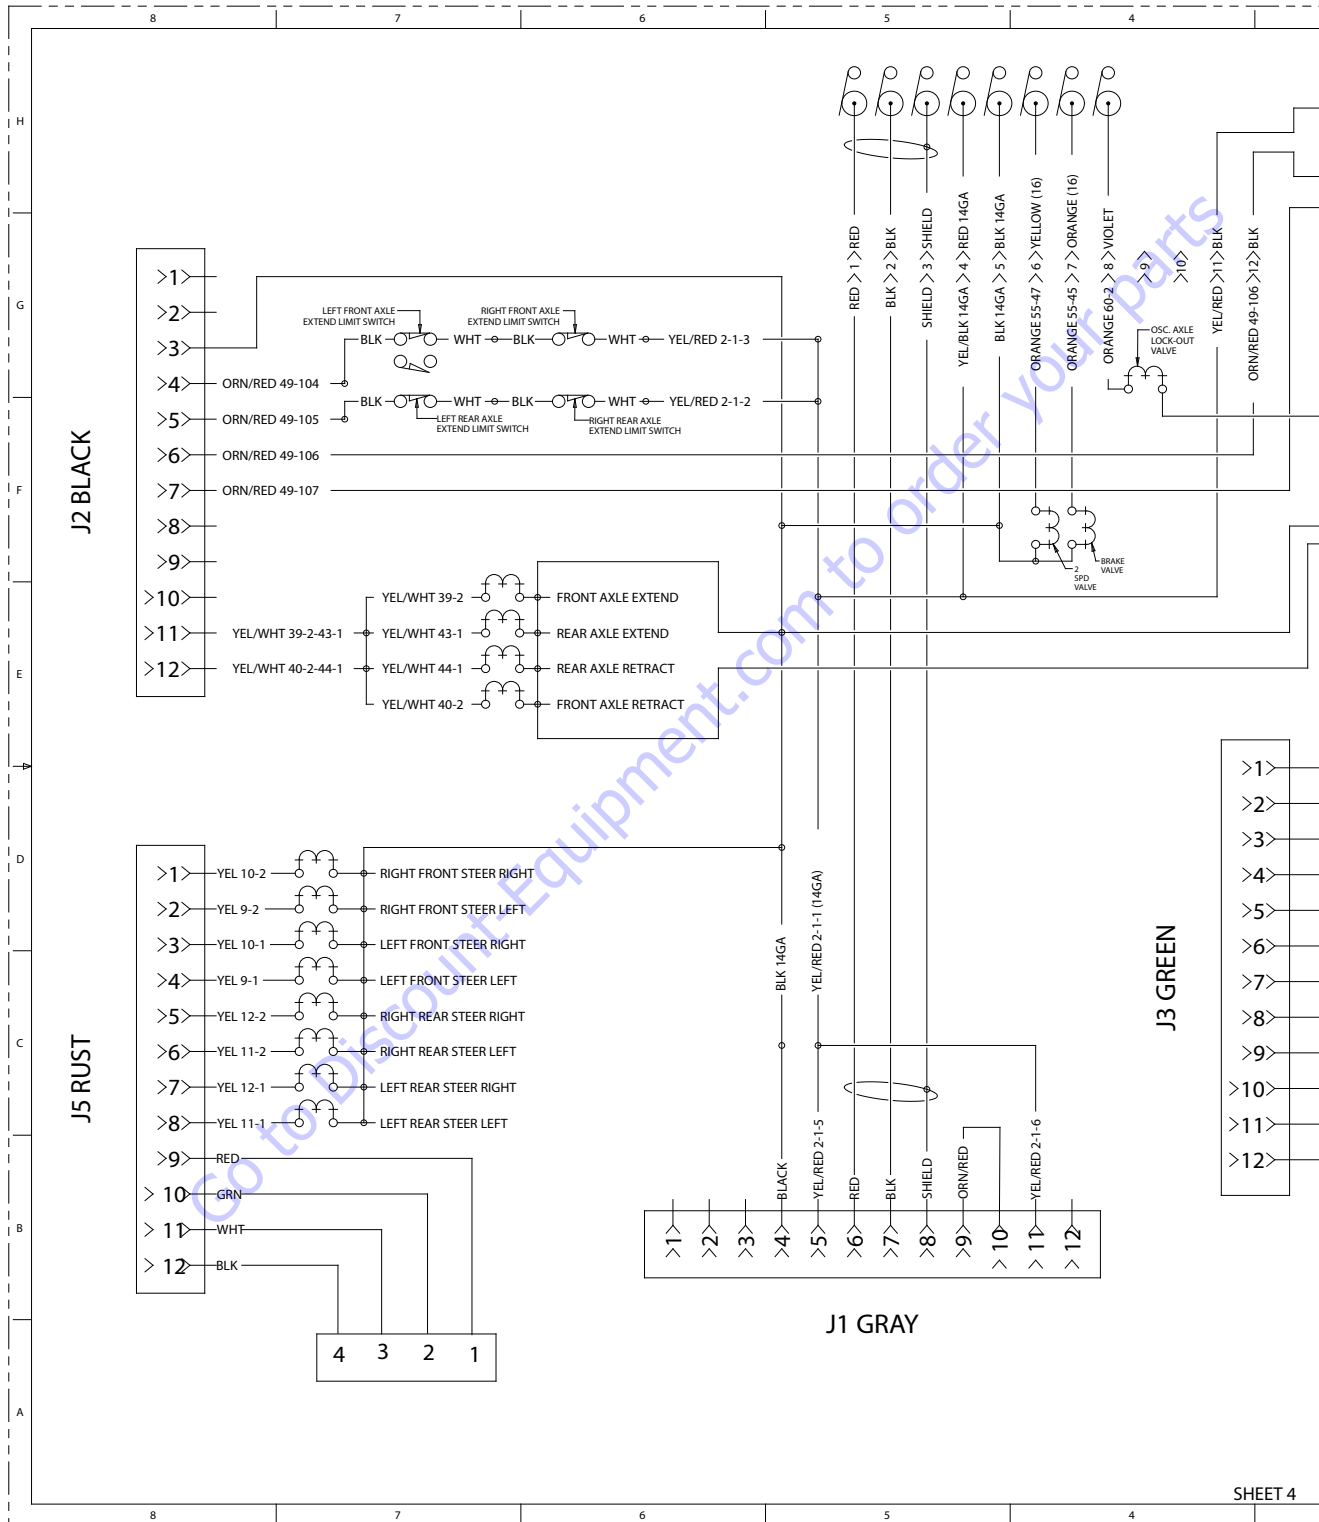 8 7 6 5 4
H
G
F
E
D
C
B
A
J2 BLACK
>1>
>2>
>3>
>4> ORN/RED 49-104
>5> ORN/RED 49-105
>6> ORN/RED 49-106
>7> ORN/RED 49-107
>8>
>9>
>10>
>11> YEL/WHT 39-2-43-1
>12> YEL/WHT 40-2-44-1
LEFT FRONT AXLE
EXTEND LIMIT SWITCH
RIGHT FRONT AXLE
EXTEND LIMIT SWITCH
BLK WHT BLK WHT YEL/RED 2-1-3
BLK WHT BLK WHT YEL/RED 2-1-2
LEFT REAR AXLE
EXTEND LIMIT SWITCH
RIGHT REAR AXLE
EXTEND LIMIT SWITCH
YEL/WHT 39-2 FRONT AXLE EXTEND
YEL/WHT 43-1 REAR AXLE EXTEND
YEL/WHT 44-1 REAR AXLE RETRACT
YEL/WHT 40-2 FRONT AXLE RETRACT
RED > 1 > RED
BLK > 2 > BLK
SHIELD > 3 > SHIELD
YEL/BLK 14GA > 4 > RED 14GA
BLK 14GA > 5 > BLK 14GA
ORANGE 55-47 > 6 > YELLOW (16)
ORANGE 55-45 > 7 > ORANGE (16)
ORANGE 60-2 > 8 > VIOLET
>9>
>10>
YEL/RED >11> BLK
ORN/RED 49-106 >12> BLK
OSC. AXLE
LOCK-OUT
VALVE
2
SPD
VALVE
BRAKE
VALVE
J5 RUST
>1> YEL 10-2 RIGHT FRONT STEER RIGHT
>2> YEL 9-2 RIGHT FRONT STEER LEFT
>3> YEL 10-1 LEFT FRONT STEER RIGHT
>4> YEL 9-1 LEFT FRONT STEER LEFT
>5> YEL 12-2 RIGHT REAR STEER RIGHT
>6> YEL 11-2 RIGHT REAR STEER LEFT
>7> YEL 12-1 LEFT REAR STEER RIGHT
>8> YEL 11-1 LEFT REAR STEER LEFT
>9> RED
> 10> GRN
> 11> WHT
> 12> BLK
4 3 2 1
BLK 14GA
YEL/RED 2-1-1 (14GA)
BLACK
YEL/RED 2-1-5
RED
BLK
SHIELD
ORN/RED
YEL/RED 2-1-6
>1> >2> >3> >4> >5> >6> >7> >8> >9> > 10 > 11 > 12
J1 GRAY
J3 GREEN
>1>
>2>
>3>
>4>
>5>
>6>
>7>
>8>
>9>
>10>
>11>
>12>
Go to Discount-Equipment.com to order your parts
SHEET 4
8 7 6 5 4